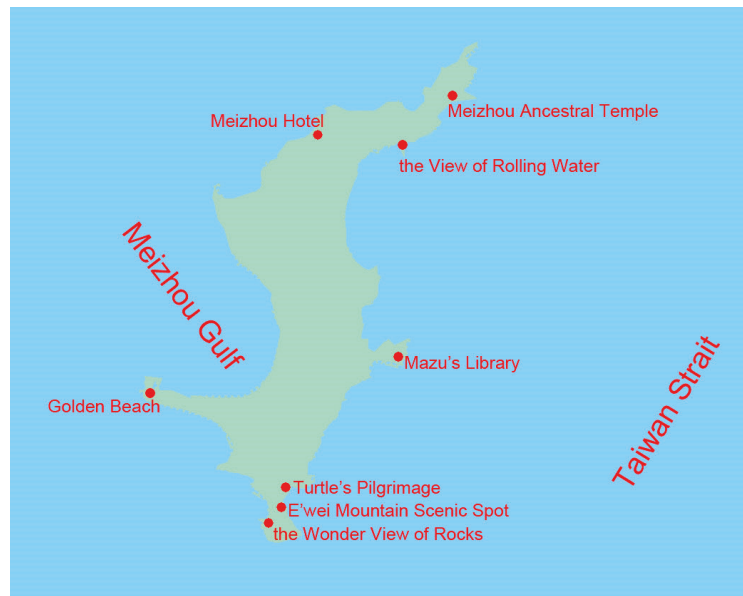 Meizhou Ancestral Temple
Meizhou Hotel
the View of Rolling Water
Meizhou Gulf
Mazu's Library
Taiwan Strait
Golden Beach
Turtle's Pilgrimage
E'wei Mountain Scenic Spot
the Wonder View of Rocks